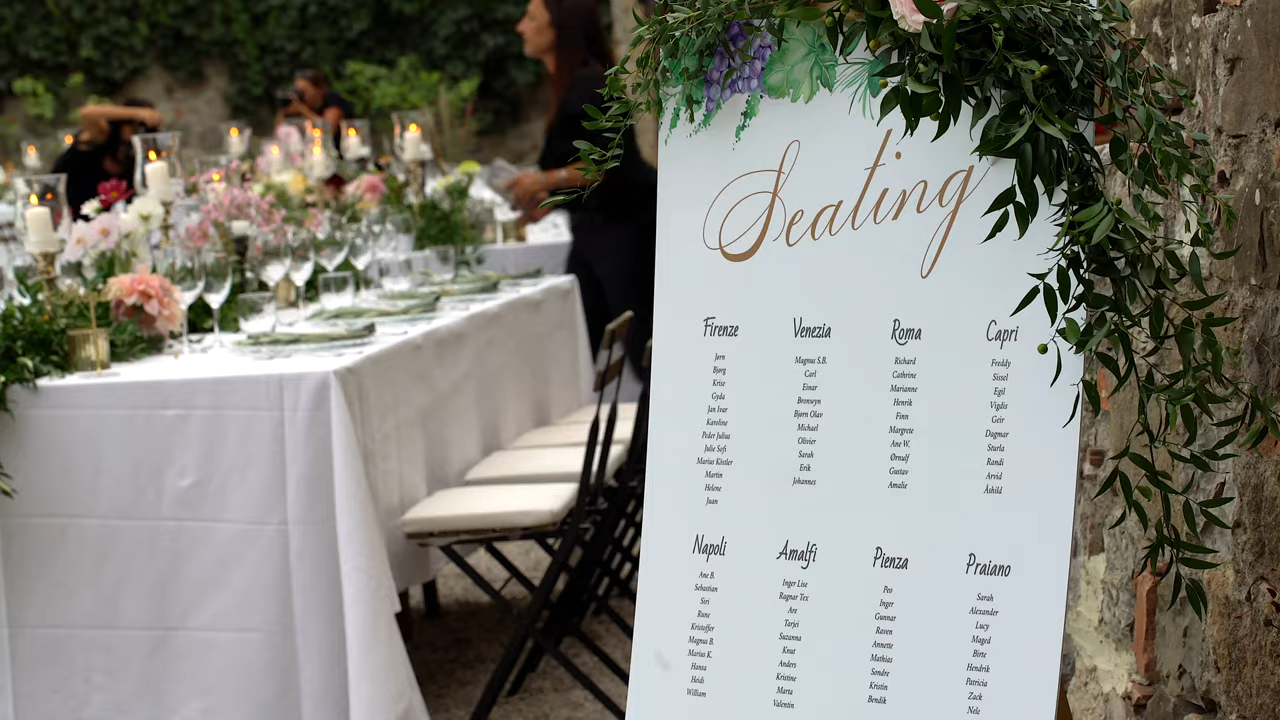 Seating
Firenze
Jørn
Bjørg
Krise
Gyda
Jan Ivar
Karoline
Peder Julius
Julie Sofi
Marius Köstler
Martin
Helene
Juan
Venezia
Magnus S.B.
Carl
Einar
Bronwyn
Bjørn Olav
Michael
Olivier
Sarah
Erik
Johannes
Roma
Richard
Cathrine
Marianne
Henrik
Finn
Margrete
Ane W.
Ørnulf
Gustav
Amalie
Capri
Freddy
Sissel
Egil
Vigdis
Geir
Dagmar
Sturla
Randi
Arvid
Åshild
Napoli
Ane B.
Sebastian
Siri
Rune
Kristoffer
Magnus B.
Marius K.
Hansa
Heidi
William
Amalfi
Inger Lise
Ragnar Tex
Are
Tarjei
Suzanna
Knut
Anders
Kristine
Marta
Valentin
Pienza
Peo
Inger
Gunnar
Raven
Annette
Mathias
Sondre
Kristin
Bendik
Praiano
Sarah
Alexander
Lucy
Maged
Birte
Hendrik
Patricia
Zack
Nele